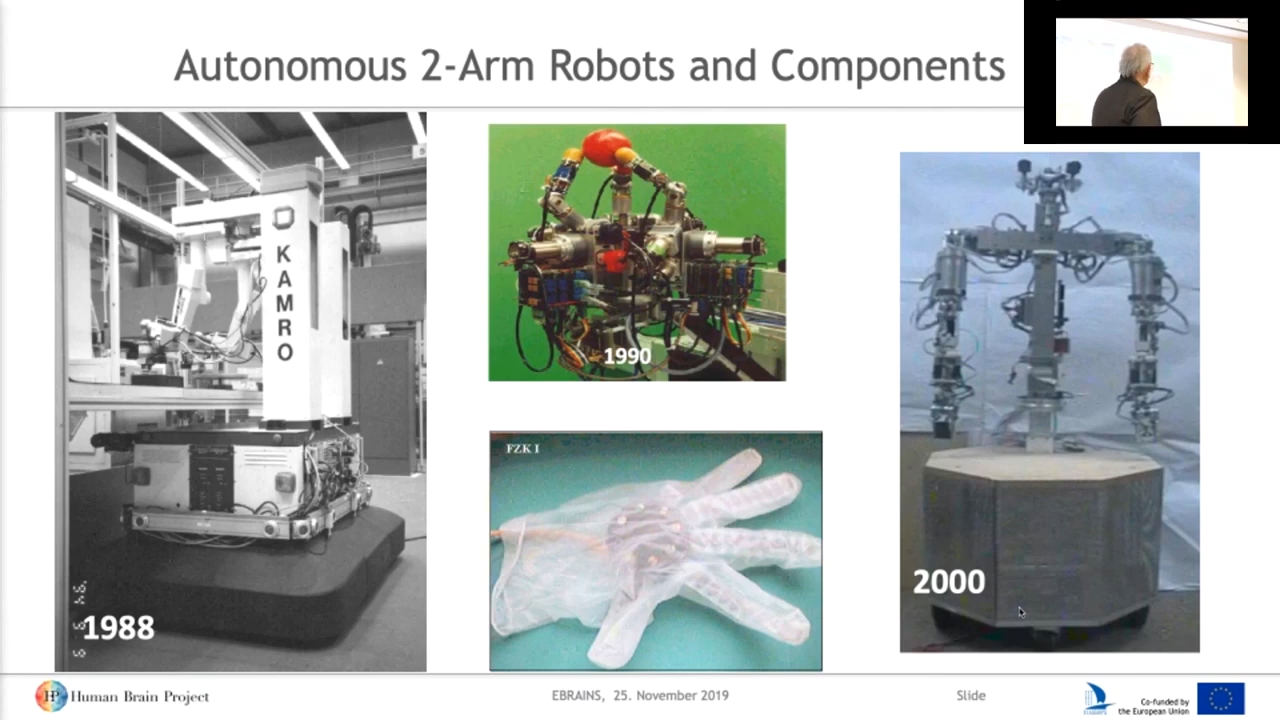 Autonomous 2-Arm Robots and Components
KAMRO
1988
1990
FZK I
2000
Human Brain Project
EBRAINS, 25. November 2019
Slide
Co-funded by
the European Union